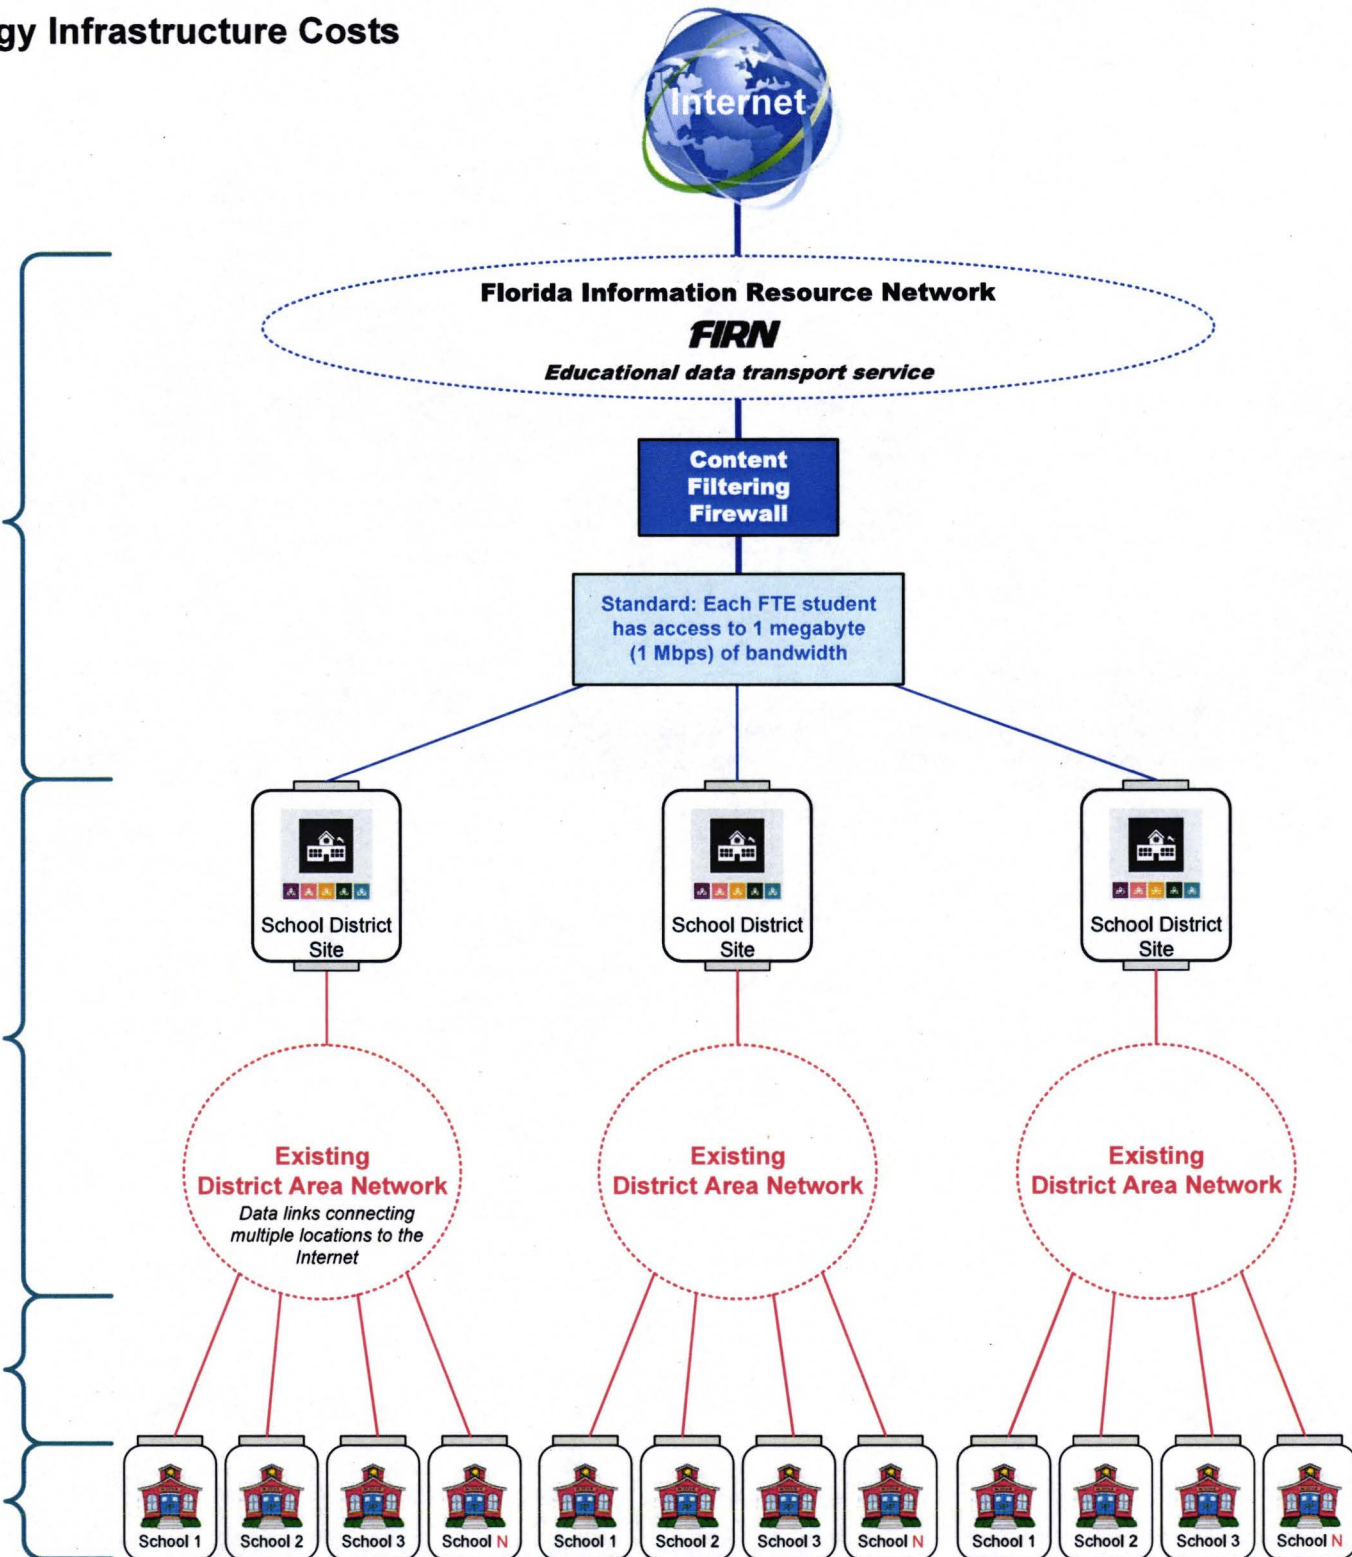 gy Infrastructure Costs
Internet
Florida Information Resource Network
FIRN
Educational data transport service
Content
Filtering
Firewall
Standard: Each FTE student
has access to 1 megabyte
(1 Mbps) of bandwidth
School District
Site
School District
Site
School District
Site
Existing
District Area Network
Data links connecting
multiple locations to the
Internet
Existing
District Area Network
Existing
District Area Network
School 1
School 2
School 3
School N
School 1
School 2
School 3
School N
School 1
School 2
School 3
School N